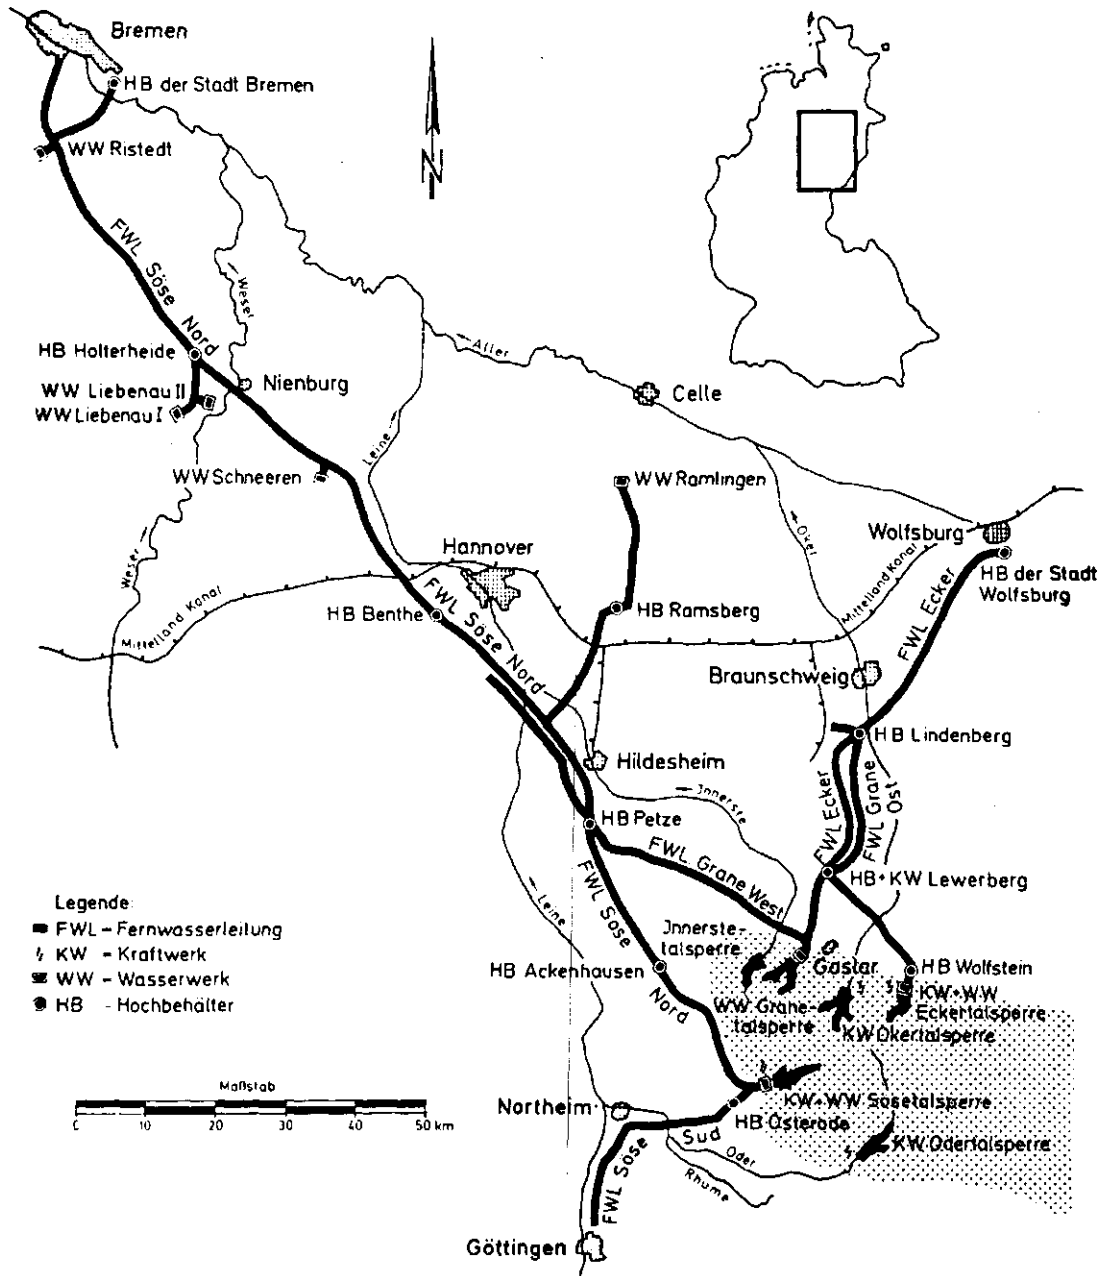 Bremen
HB der Stadt Bremen
WW Ristedt
N
FWL Söse Nord
Weser
HB Holterheide
Nienburg
WW Liebenau II
WW Liebenau I
Aller
Celle
Leine
WW Schneeren
WW Ramlingen
Oker
Wolfsburg
Hannover
HB der Stadt
Wolfsburg
Weser
Mittelland Kanal
Mittelland Kanal
HB Benthe
FWL Söse Nord
HB Ramsberg
FWL Ecker
Braunschweig
HB Lindenberg
Hildesheim
Jnnerste
FWL Ecker
FWL Grane
Ost
HB Petze
FWL Grane West
HB+KW Lewerberg
FWL Söse
Nord
Leine
Legende:
FWL - Fernwasserleitung
KW - Kraftwerk
WW - Wasserwerk
HB - Hochbehälter
Jnnerste-
talsperre
HB Ackenhausen
Goslar
HB Wolfstein
WW Grane-
talsperre
KW+WW
Eckertalsperre
KW Okertalsperre
Maßstab
0 10 20 30 40 50 km
KW+WW Sösetalsperre
Northeim
HB Osterode
KW Odertalsperre
FWL Söse
Süd
Oder
Rhume
Göttingen